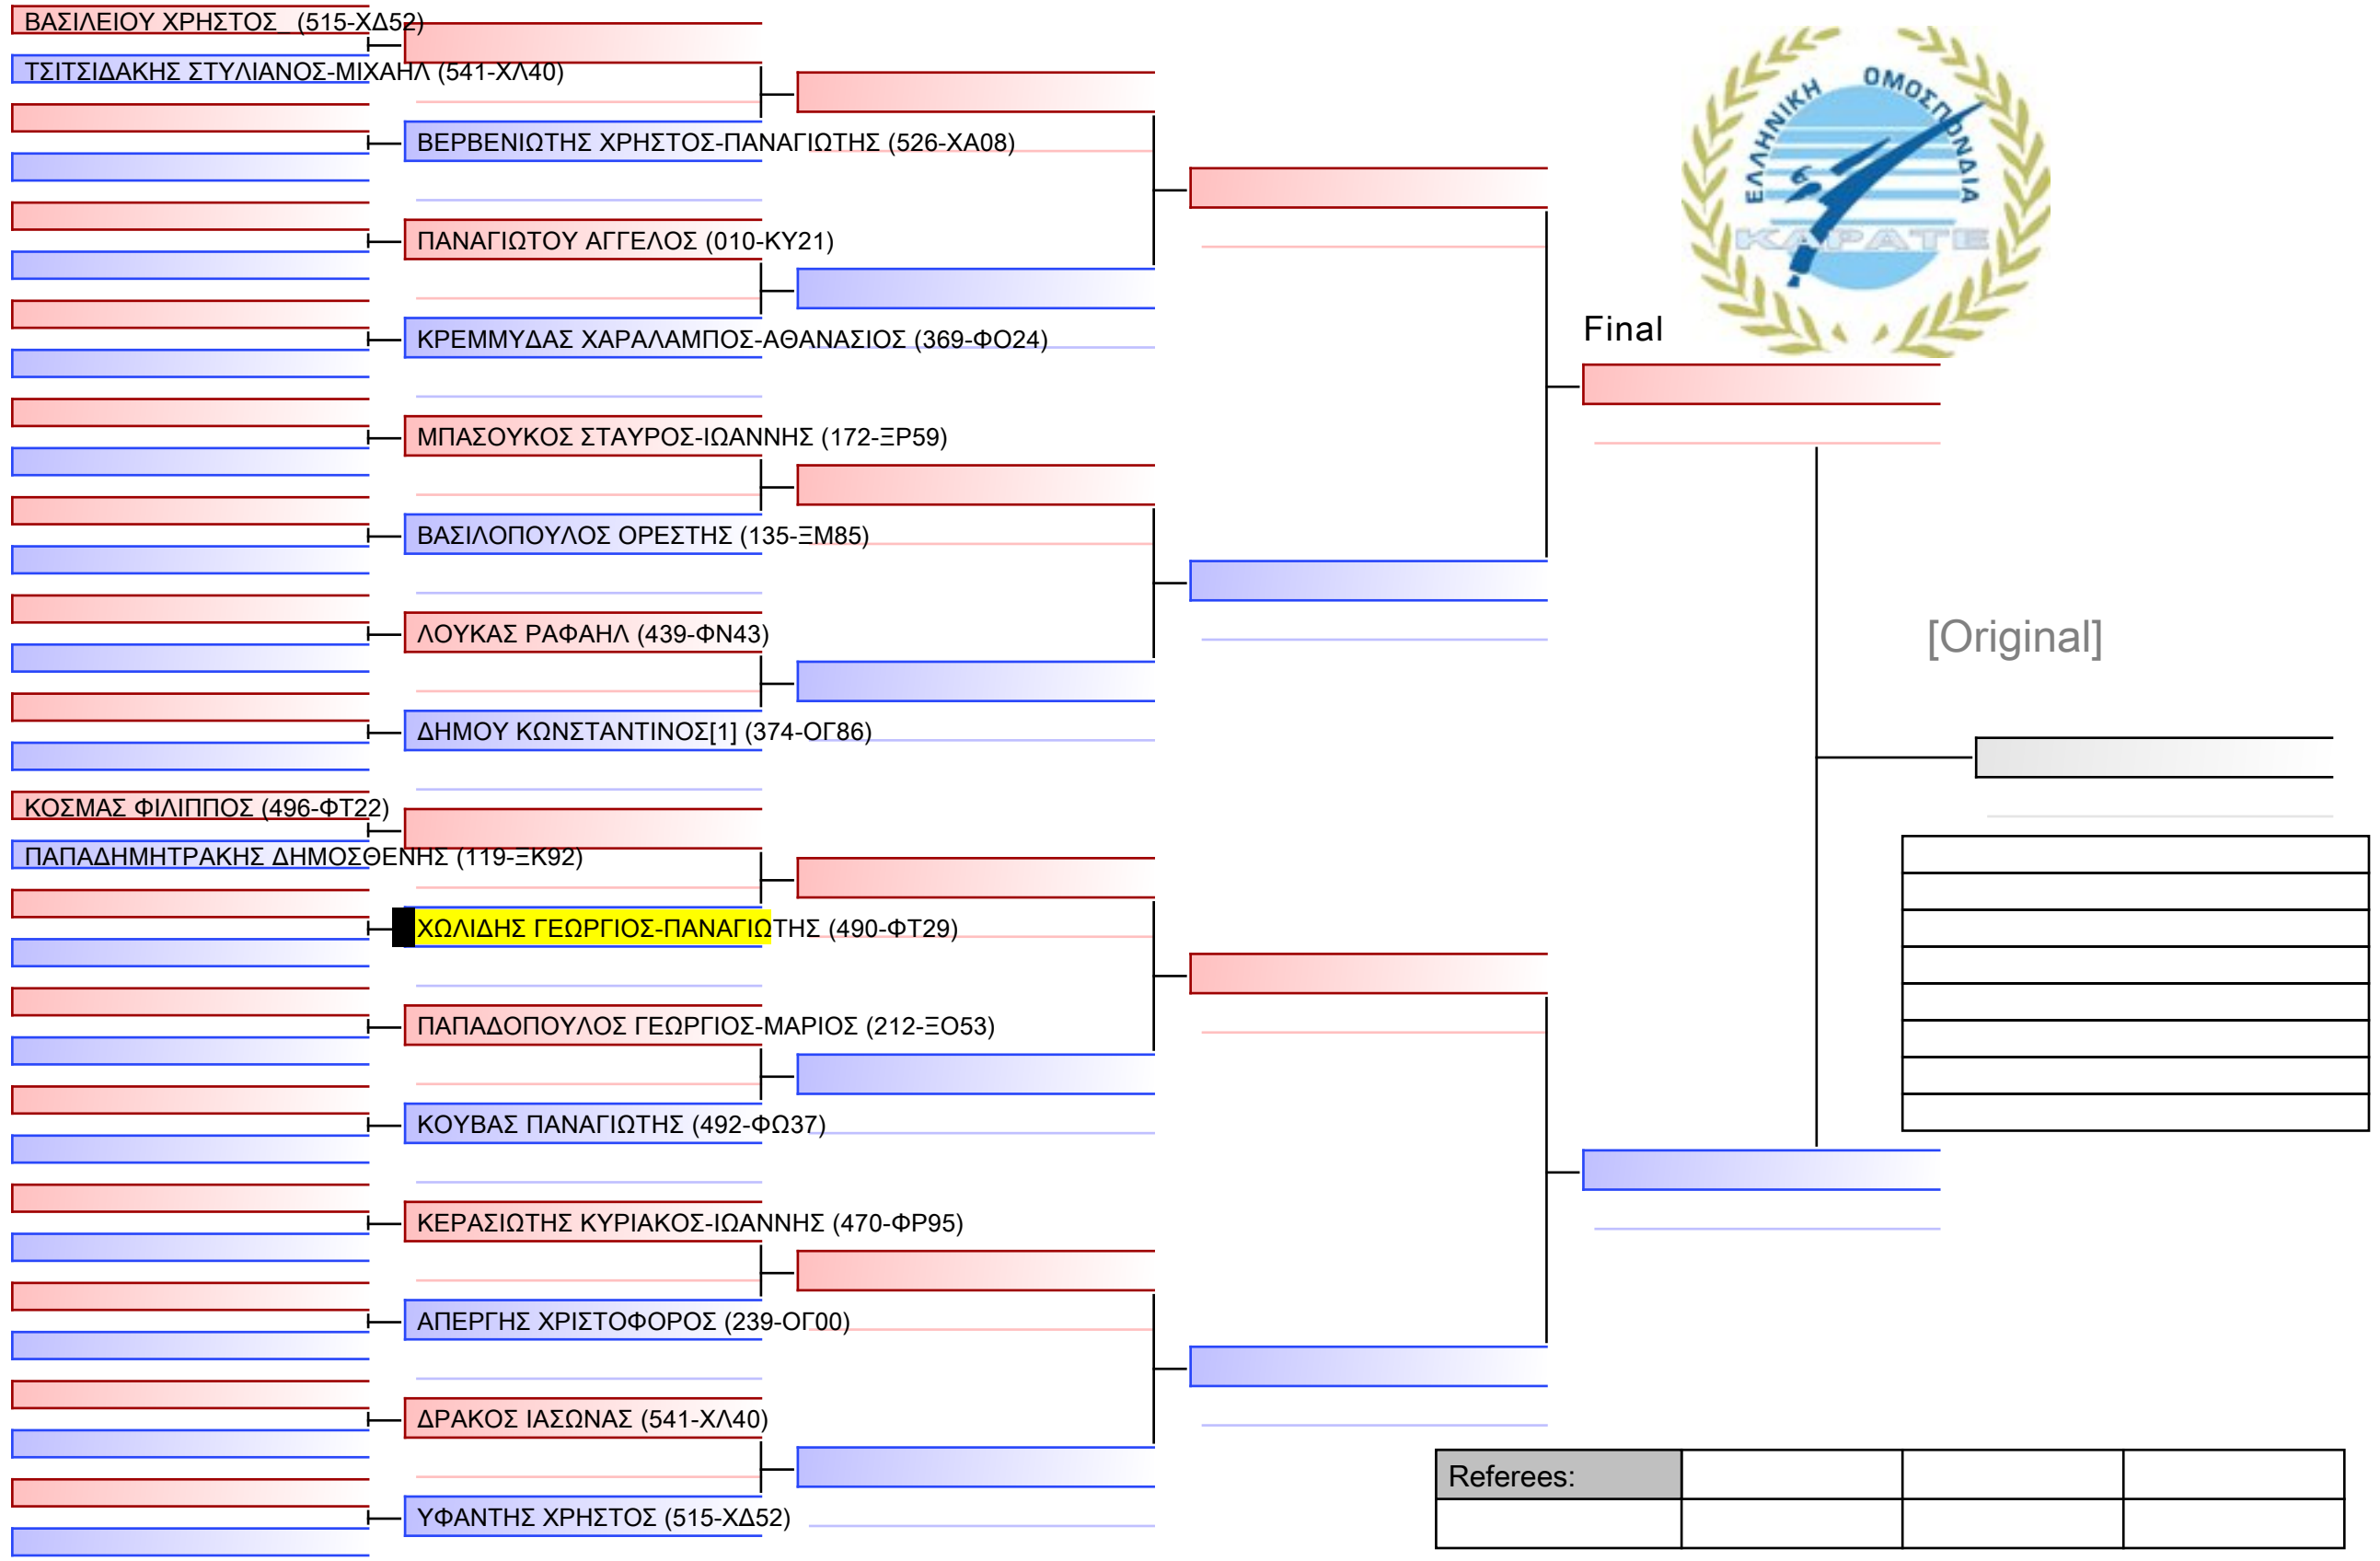 ΒΑΣΙΛΕΙΟΥ ΧΡΗΣΤΟΣ_ (515-ΧΔ52)
ΤΣΙΤΣΙΔΑΚΗΣ ΣΤΥΛΙΑΝΟΣ-ΜΙΧΑΗΛ (541-ΧΛ40)
ΒΕΡΒΕΝΙΩΤΗΣ ΧΡΗΣΤΟΣ-ΠΑΝΑΓΙΩΤΗΣ (526-ΧΑ08)
ΠΑΝΑΓΙΩΤΟΥ ΑΓΓΕΛΟΣ (010-ΚΥ21)
ΚΡΕΜΜΥΔΑΣ ΧΑΡΑΛΑΜΠΟΣ-ΑΘΑΝΑΣΙΟΣ (369-ΦΟ24)
ΜΠΑΣΟΥΚΟΣ ΣΤΑΥΡΟΣ-ΙΩΑΝΝΗΣ (172-ΞΡ59)
ΒΑΣΙΛΟΠΟΥΛΟΣ ΟΡΕΣΤΗΣ (135-ΞΜ85)
ΛΟΥΚΑΣ ΡΑΦΑΗΛ (439-ΦΝ43)
ΔΗΜΟΥ ΚΩΝΣΤΑΝΤΙΝΟΣ[1] (374-ΟΓ86)
ΚΟΣΜΑΣ ΦΙΛΙΠΠΟΣ (496-ΦΤ22)
ΠΑΠΑΔΗΜΗΤΡΑΚΗΣ ΔΗΜΟΣΘΕΝΗΣ (119-ΞΚ92)
ΧΩΛΙΔΗΣ ΓΕΩΡΓΙΟΣ-ΠΑΝΑΓΙΩΤΗΣ (490-ΦΤ29)
ΠΑΠΑΔΟΠΟΥΛΟΣ ΓΕΩΡΓΙΟΣ-ΜΑΡΙΟΣ (212-ΞΟ53)
ΚΟΥΒΑΣ ΠΑΝΑΓΙΩΤΗΣ (492-ΦΩ37)
ΚΕΡΑΣΙΩΤΗΣ ΚΥΡΙΑΚΟΣ-ΙΩΑΝΝΗΣ (470-ΦΡ95)
ΑΠΕΡΓΗΣ ΧΡΙΣΤΟΦΟΡΟΣ (239-ΟΓ00)
ΔΡΑΚΟΣ ΙΑΣΩΝΑΣ (541-ΧΛ40)
ΥΦΑΝΤΗΣ ΧΡΗΣΤΟΣ (515-ΧΔ52)
ΕΛΛΗΝΙΚΗ ΟΜΟΣΠΟΝΔΙΑ
ΚΑΡΑΤΕ
Final
[Original]
Referees: